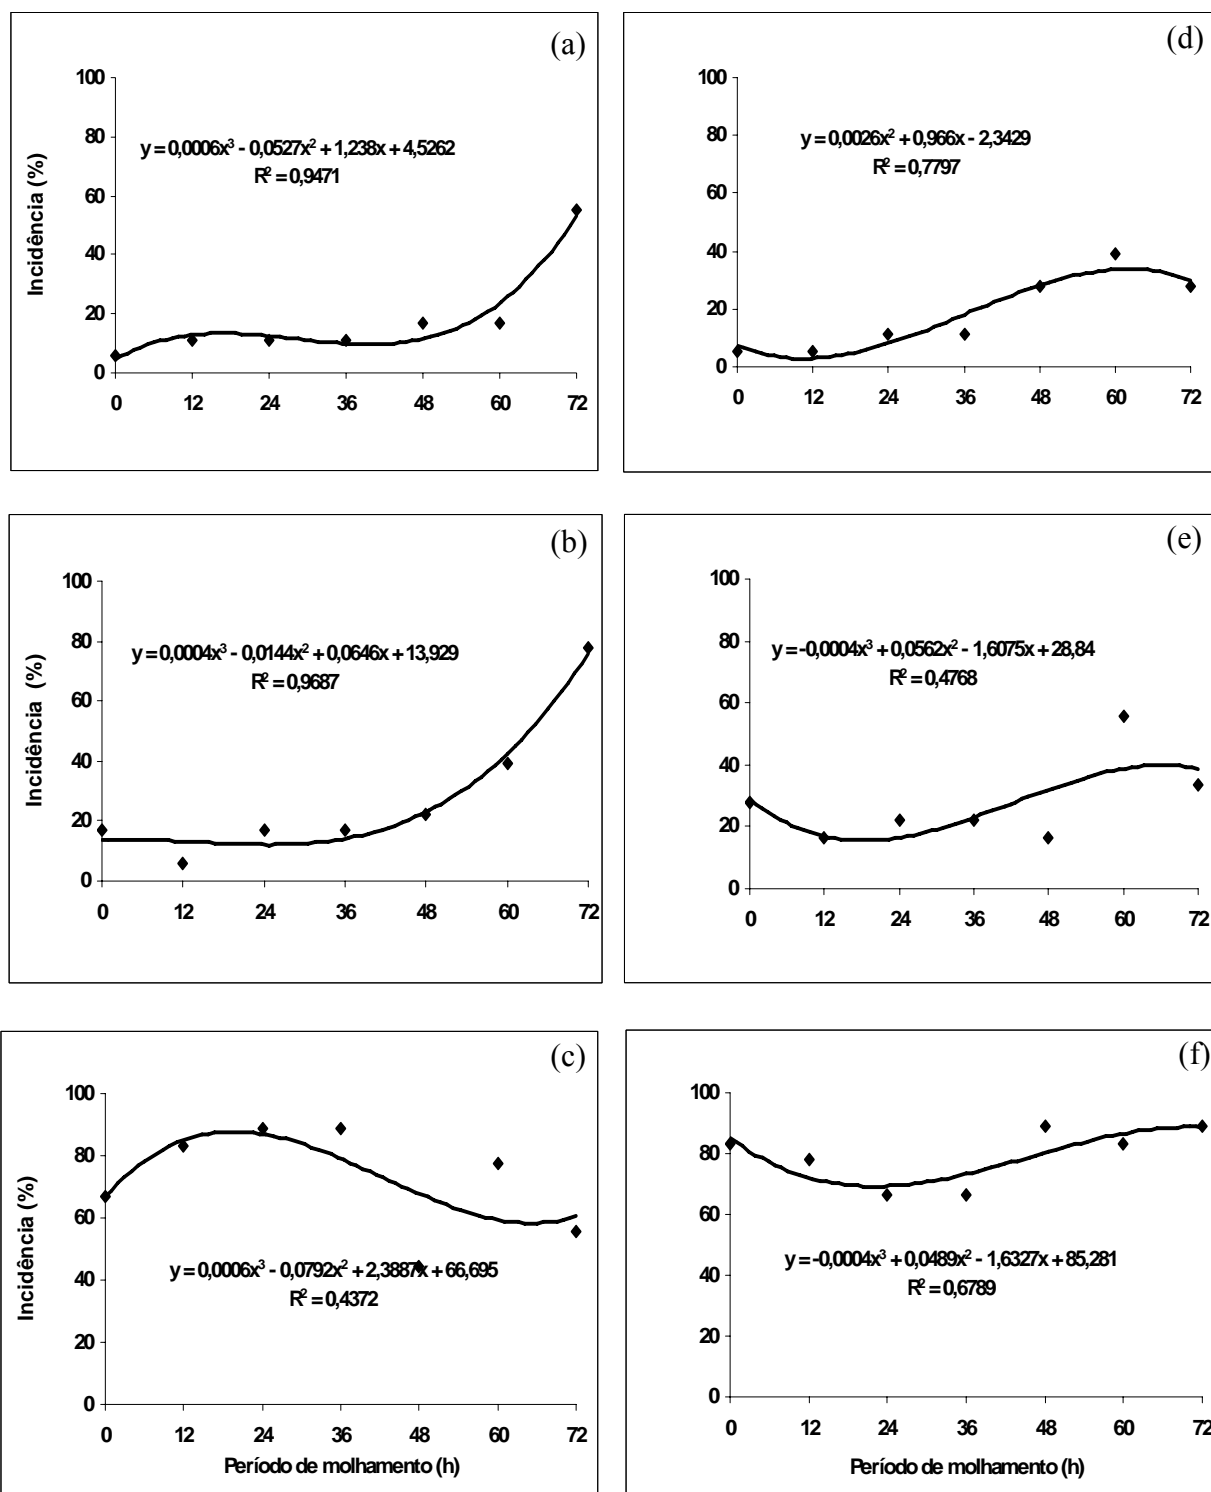 (a)
100
80
60
40
20
0
Incidência (%)
y = 0,0006x³ - 0,0527x² + 1,238x + 4,5262
R² = 0,9471
0 12 24 36 48 60 72
(d)
100
80
60
40
20
0
y = 0,0026x² + 0,966x - 2,3429
R² = 0,7797
0 12 24 36 48 60 72
(b)
100
80
60
40
20
0
Incidência (%)
y = 0,0004x³ - 0,0144x² + 0,0646x + 13,929
R² = 0,9687
0 12 24 36 48 60 72
(e)
100
80
60
40
20
0
y = -0,0004x³ + 0,0562x² - 1,6075x + 28,84
R² = 0,4768
0 12 24 36 48 60 72
(c)
100
80
60
40
20
0
Incidência (%)
y = 0,0006x³ - 0,0792x² + 2,3887x + 66,695
R² = 0,4372
0 12 24 36 48 60 72
Período de molhamento (h)
(f)
100
80
60
40
20
0
y = -0,0004x³ + 0,0489x² - 1,6327x + 85,281
R² = 0,6789
0 12 24 36 48 60 72
Período de molhamento (h)